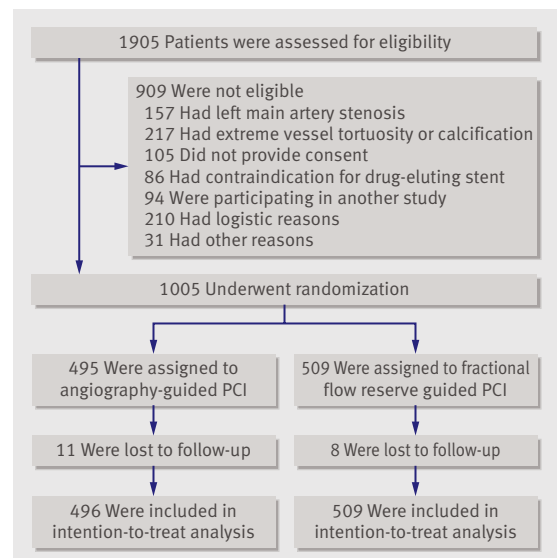 1905 Patients were assessed for eligibility
909 Were not eligible
157 Had left main artery stenosis
217 Had extreme vessel tortuosity or calcification
105 Did not provide consent
86 Had contraindication for drug-eluting stent
94 Were participating in another study
210 Had logistic reasons
31 Had other reasons
1005 Underwent randomization
495 Were assigned to
angiography-guided PCI
509 Were assigned to fractional
flow reserve guided PCI
11 Were lost to follow-up
8 Were lost to follow-up
496 Were included in
intention-to-treat analysis
509 Were included in
intention-to-treat analysis